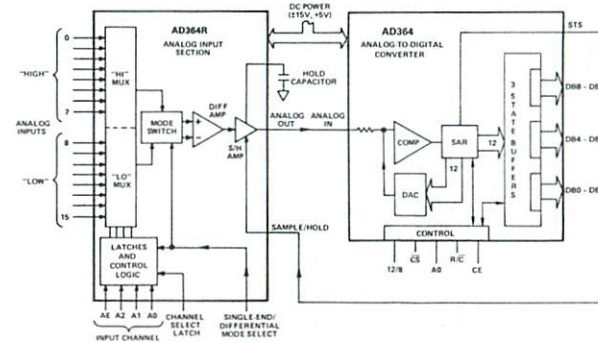 DC POWER
(±15V, +5V)
AD364R
ANALOG INPUT
SECTION
AD364
ANALOG-TO-DIGITAL
CONVERTER
STS
0
"HIGH"
7
ANALOG
INPUTS
8
"LOW"
15
"HI"
MUX
"LO"
MUX
MODE
SWITCH
DIFF
AMP
S/H
AMP
HOLD
CAPACITOR
ANALOG
OUT
ANALOG
IN
COMP
SAR
12
12
DAC
3
STATE
BUFFERS
DB8 - DB
DB4 - DB
DB0 - DB
SAMPLE/HOLD
CONTROL
12/8
CS
A0
R/C
CE
LATCHES
AND
CONTROL
LOGIC
AE A2 A1 A0
INPUT CHANNEL
CHANNEL
SELECT
LATCH
SINGLE-END/
DIFFERENTIAL
MODE SELECT